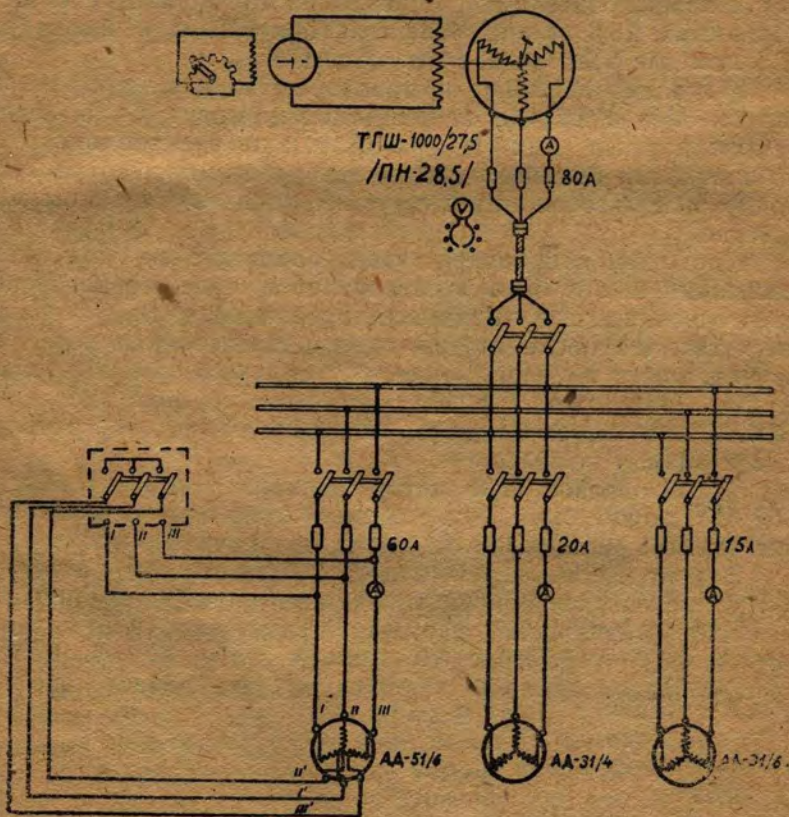 ТГШ-1000/27,5
/ПН-28,5/
А
80А
V
I
II
III
60А
20А
15А
А
А
А
I
II
III
АД-51/6
АД-31/4
АД-31/6
II'
I'
III'